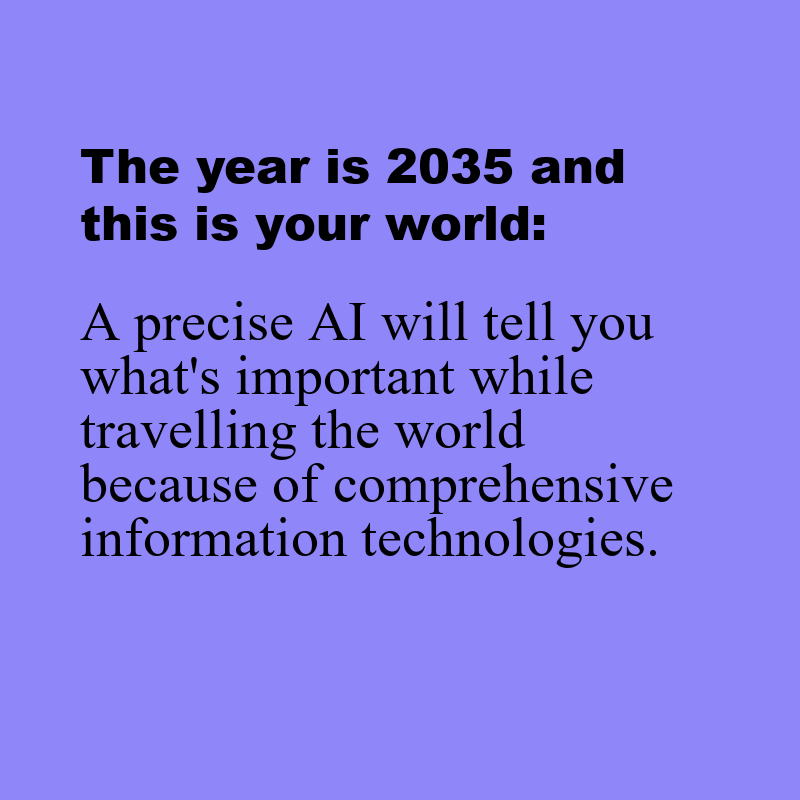 The year is 2035 and
this is your world:
A precise AI will tell you
what's important while
travelling the world
because of comprehensive
information technologies.